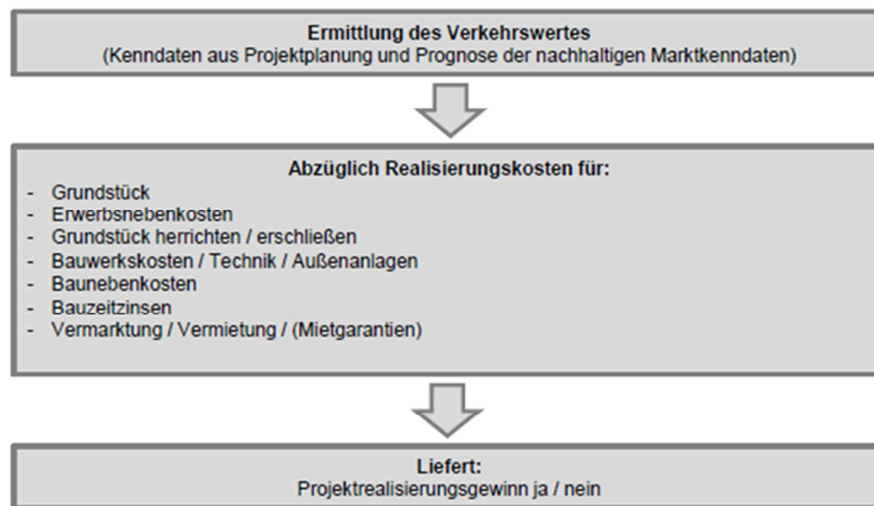 Ermittlung des Verkehrswertes
(Kenndaten aus Projektplanung und Prognose der nachhaltigen Marktkenndaten)
Abzüglich Realisierungskosten für:
- Grundstück
- Erwerbsnebenkosten
- Grundstück herrichten / erschließen
- Bauwerkskosten / Technik / Außenanlagen
- Baunebenkosten
- Bauzeitzinsen
- Vermarktung / Vermietung / (Mietgarantien)
Liefert:
Projektrealisierungsgewinn ja / nein